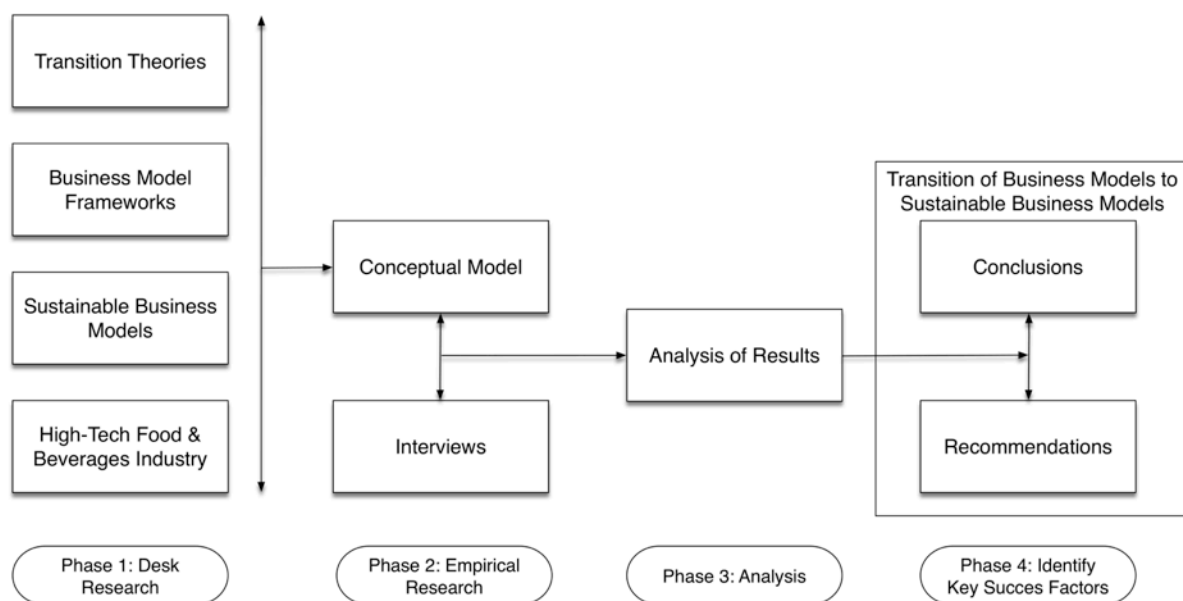 Transition Theories
Business Model
Frameworks
Sustainable Business
Models
High-Tech Food &
Beverages Industry
Phase 1: Desk
Research
Conceptual Model
Interviews
Phase 2: Empirical
Research
Analysis of Results
Phase 3: Analysis
Transition of Business Models to
Sustainable Business Models
Conclusions
Recommendations
Phase 4: Identify
Key Succes Factors